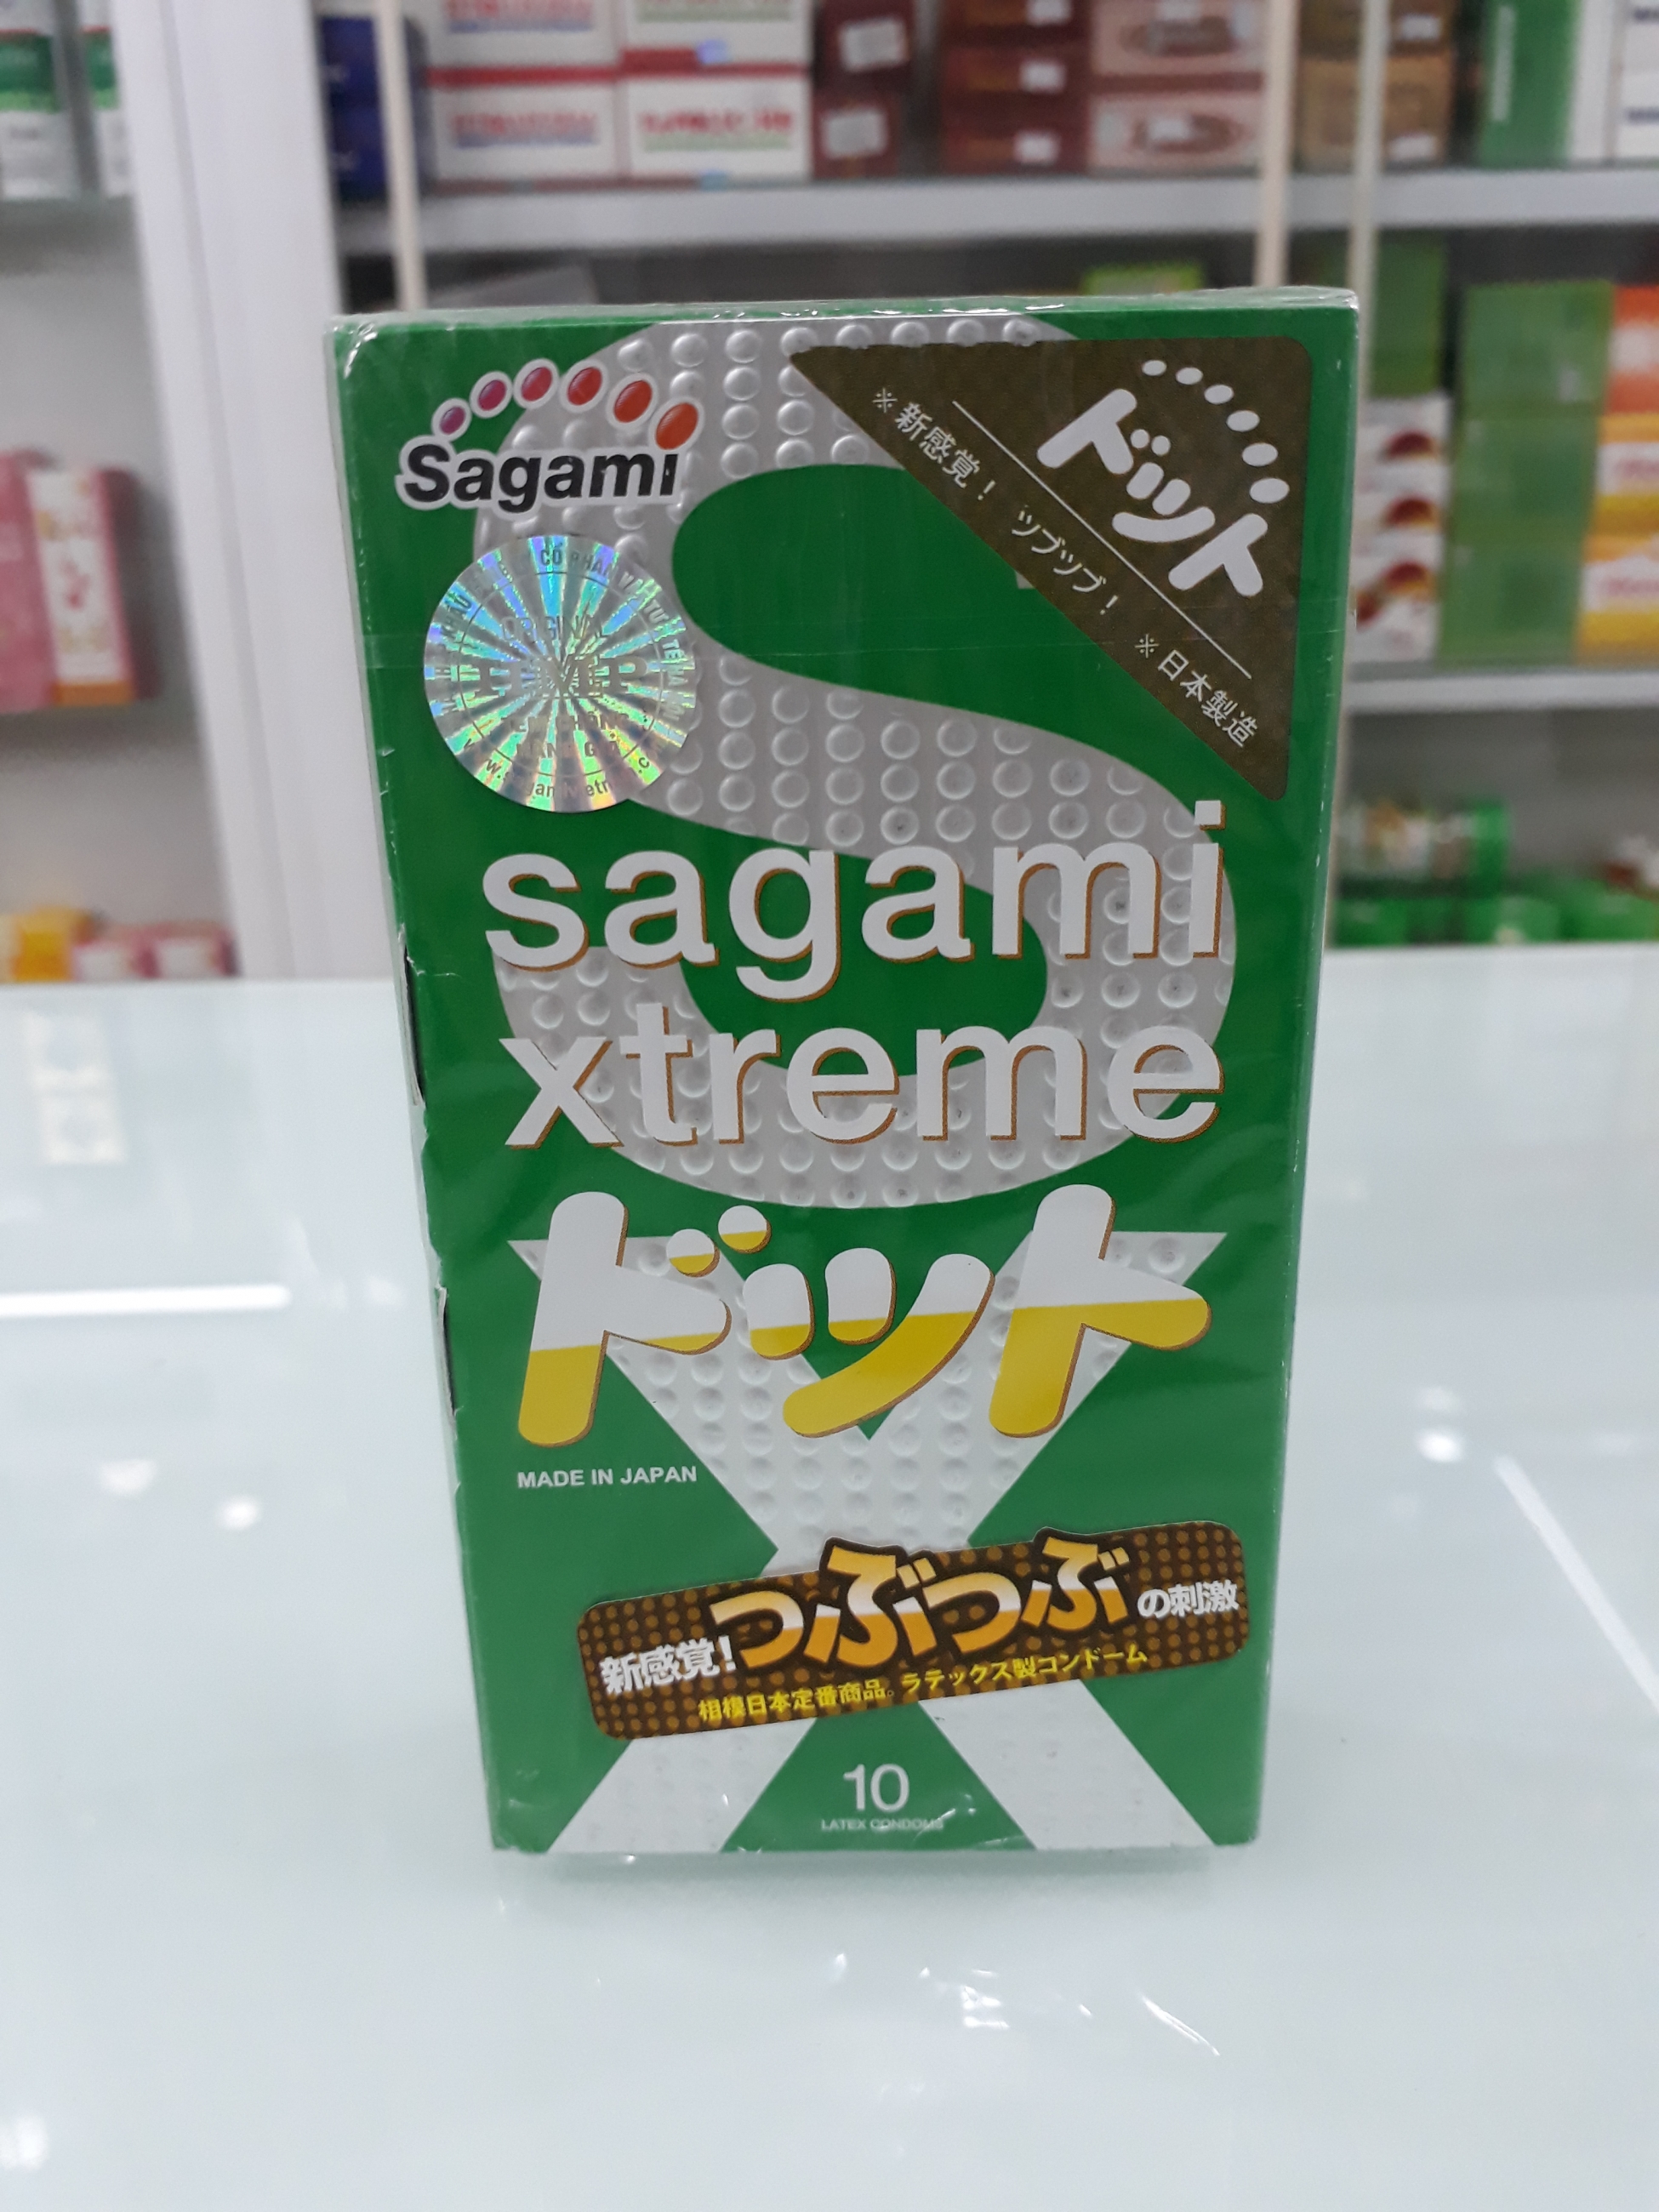 Sagami
ドット
※新感覚！ ツブツブ！ ※日本製造
sagami
xtreme
ドット
MADE IN JAPAN
新感覚！つぶつぶの刺激
相模日本定番商品。ラテックス製コンドーム
10
LATEX CONDOMS